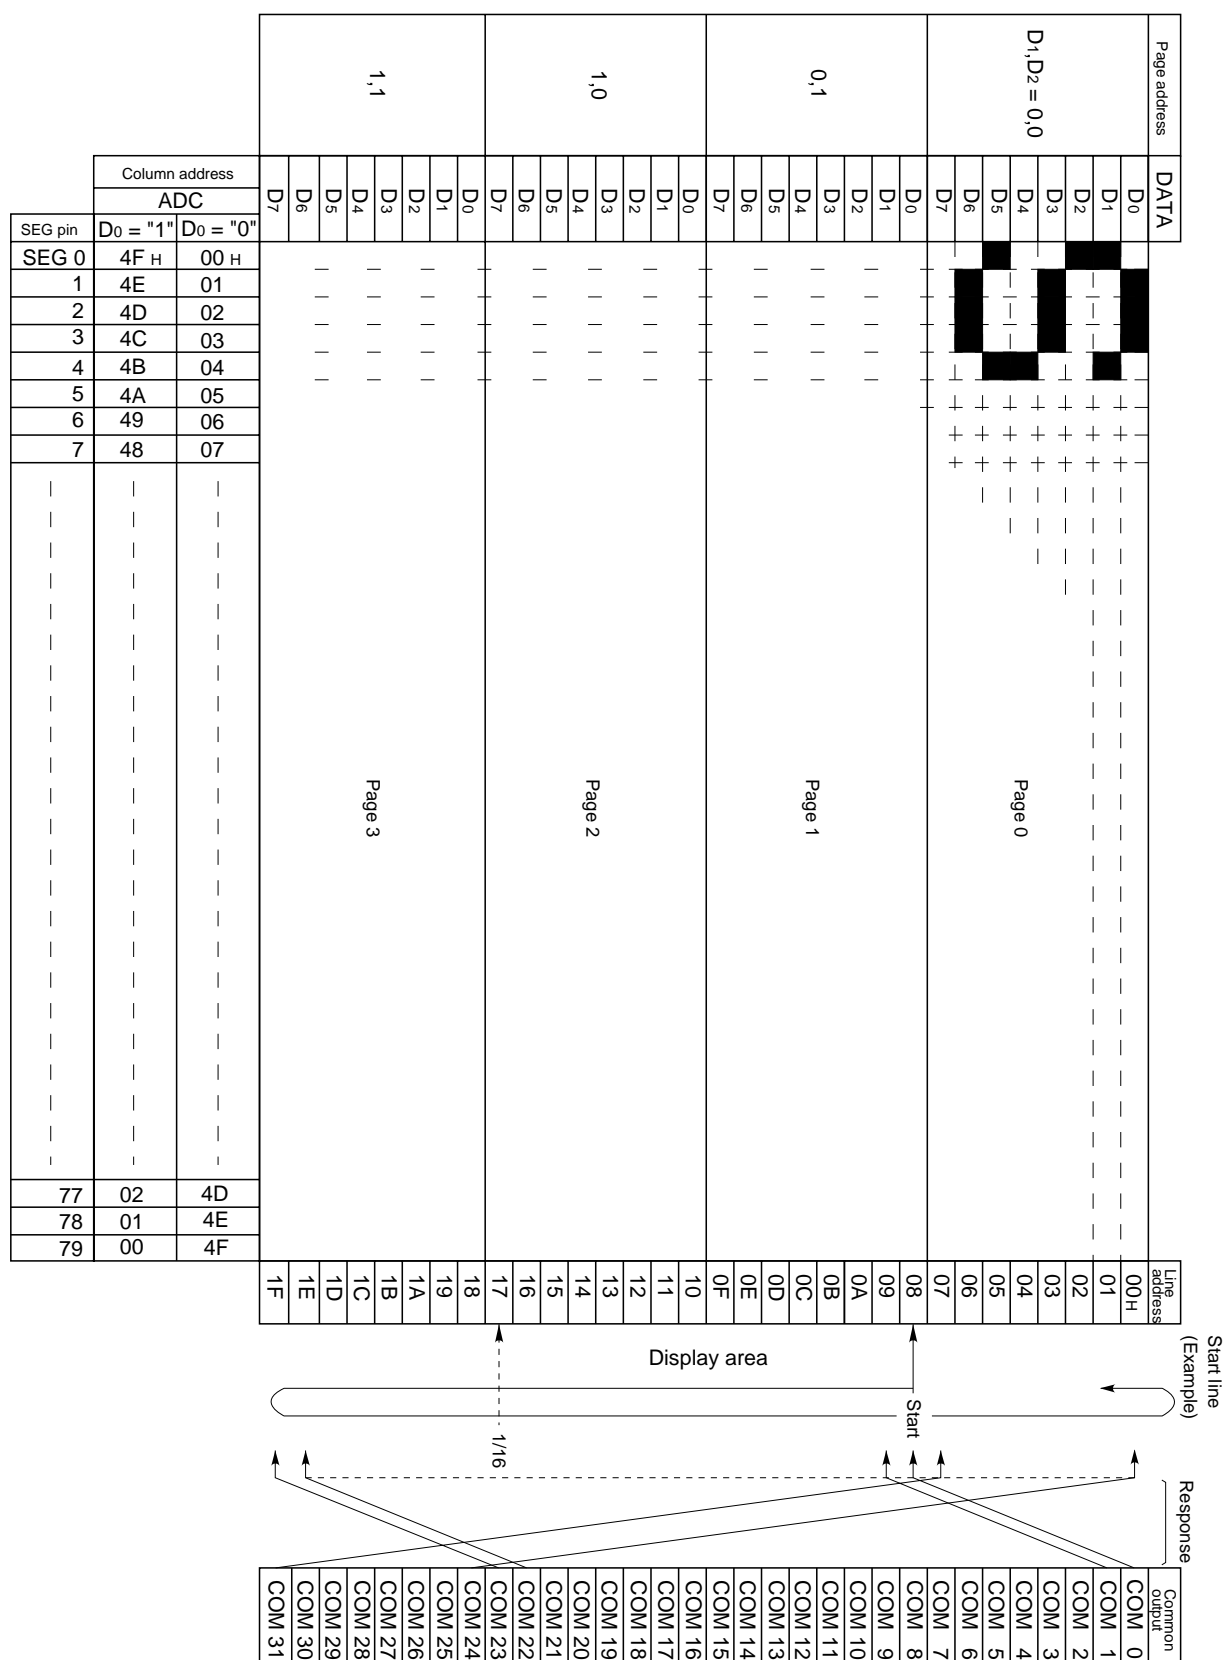 Page address
D1,D2 = 0,0
0,1
1,0
1,1
DATA
D0
D1
D2
D3
D4
D5
D6
D7
D0
D1
D2
D3
D4
D5
D6
D7
D0
D1
D2
D3
D4
D5
D6
D7
D0
D1
D2
D3
D4
D5
D6
D7
Column address
ADC
SEG pin D0 = "1" D0 = "0"
SEG 0 4F H 00 H
1 4E 01
2 4D 02
3 4C 03
4 4B 04
5 4A 05
6 49 06
7 48 07
77 02 4D
78 01 4E
79 00 4F
Page 0
Page 1
Page 2
Page 3
Line address
00 H
01
02
03
04
05
06
07
08
09
0A
0B
0C
0D
0E
0F
10
11
12
13
14
15
16
17
18
19
1A
1B
1C
1D
1E
1F
Start line
(Example)
Display area
Start
1/16
Response
Common
output
COM 0
COM 1
COM 2
COM 3
COM 4
COM 5
COM 6
COM 7
COM 8
COM 9
COM 10
COM 11
COM 12
COM 13
COM 14
COM 15
COM 16
COM 17
COM 18
COM 19
COM 20
COM 21
COM 22
COM 23
COM 24
COM 25
COM 26
COM 27
COM 28
COM 29
COM 30
COM 31